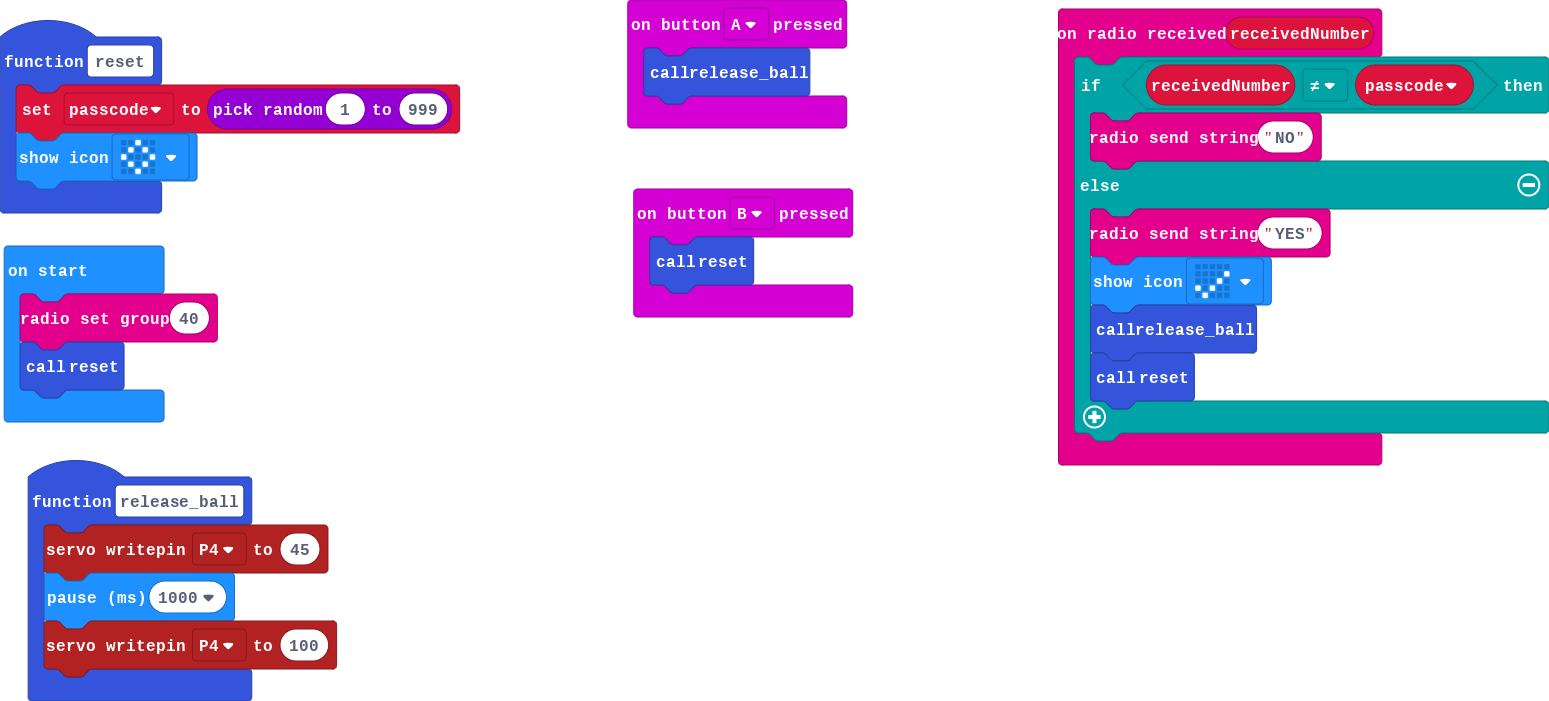 function reset
set passcode to pick random 1 to 999
show icon
on start
radio set group 40
call reset
function release_ball
servo writepin P4 to 45
pause (ms) 1000
servo writepin P4 to 100
on button A pressed
call release_ball
on button B pressed
call reset
on radio received receivedNumber
if receivedNumber ≠ passcode then
radio send string "NO"
else
radio send string "YES"
show icon
call release_ball
call reset